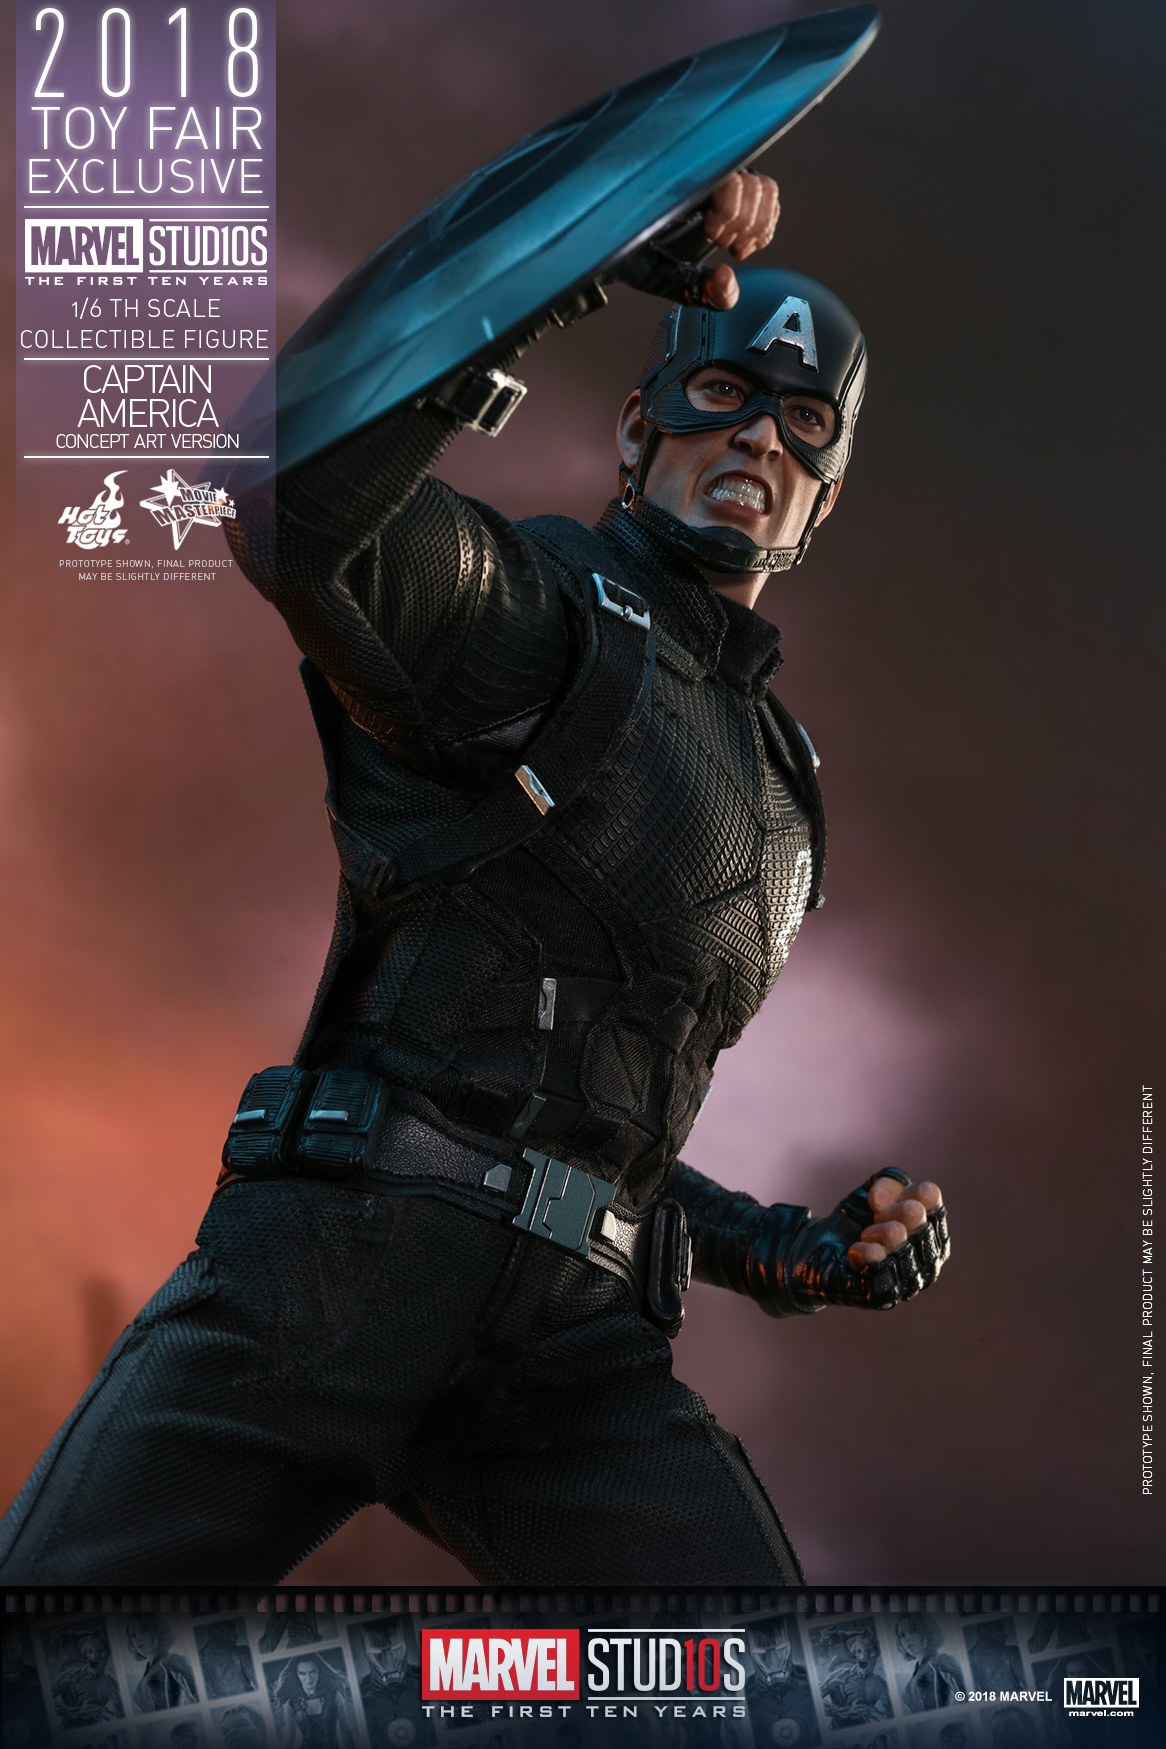 2018
TOY FAIR
EXCLUSIVE
MARVEL STUD10S
THE FIRST TEN YEARS
1/6 TH SCALE
COLLECTIBLE FIGURE
CAPTAIN
AMERICA
CONCEPT ART VERSION
Hot Toys® MOVIE MASTERPIECE
PROTOTYPE SHOWN, FINAL PRODUCT
MAY BE SLIGHTLY DIFFERENT
A
PROTOTYPE SHOWN, FINAL PRODUCT MAY BE SLIGHTLY DIFFERENT
MARVEL STUD10S
THE FIRST TEN YEARS
© 2018 MARVEL MARVEL
marvel.com